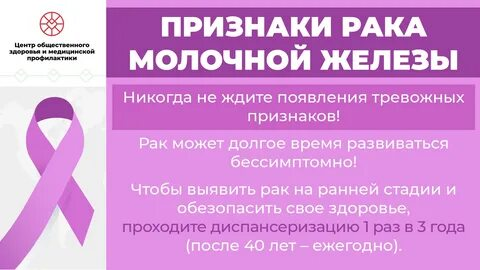 Центр общественного
здоровья и медицинской
профилактики
ПРИЗНАКИ РАКА
МОЛОЧНОЙ ЖЕЛЕЗЫ
Никогда не ждите появления тревожных
признаков!
Рак может долгое время развиваться
бессимптомно!
Чтобы выявить рак на ранней стадии и
обезопасить свое здоровье,
проходите диспансеризацию 1 раз в 3 года
(после 40 лет – ежегодно).